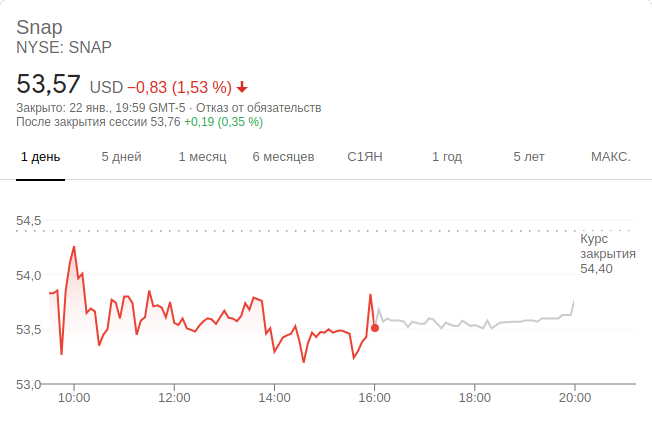 Snap
NYSE: SNAP
53,57 USD −0,83 (1,53 %)
Закрыто: 22 янв., 19:59 GMT-5 · Отказ от обязательств
После закрытия сессии 53,76 +0,19 (0,35 %)
1 день 5 дней 1 месяц 6 месяцев С1ЯН 1 год 5 лет МАКС.
54,5
Курс
закрытия
54,40
54,0
53,5
53,0
10:00 12:00 14:00 16:00 18:00 20:00